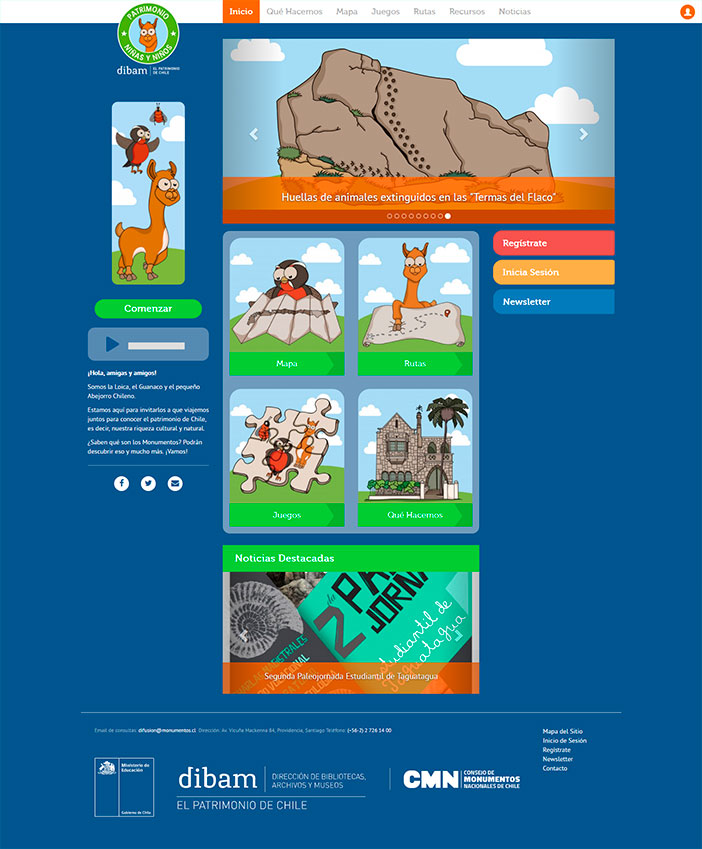 Inicio Qué Hacemos Mapa Juegos Rutas Recursos Noticias
PATRIMONIO
NIÑAS Y NIÑOS
dibam EL PATRIMONIO
DE CHILE
Huellas de animales extinguidos en las "Termas del Flaco"
Comenzar
¡Hola, amigas y amigos!
Somos la Loica, el Guanaco y el pequeño
Abejorro Chileno.
Estamos aquí para invitarlos a que viajemos
juntos para conocer el patrimonio de Chile,
es decir, nuestra riqueza cultural y natural.
¿Saben qué son los Monumentos? Podrán
descubrir eso y mucho más. ¡Vamos!
Mapa
Rutas
Juegos
Qué Hacemos
Regístrate
Inicia Sesión
Newsletter
Noticias Destacadas
2
JORNA
estudiantil de
Segunda Paleojornada Estudiantil de Taguatagua
Email de consultas: difusion@monumentos.cl Dirección: Av. Vicuña Mackenna 84, Providencia, Santiago Teléfono: (+56-2) 2 726 14 00
Mapa del Sitio
Inicio de Sesión
Regístrate
Newsletter
Contacto
Ministerio de
Educación
Gobierno de Chile
dibam DIRECCIÓN DE BIBLIOTECAS,
ARCHIVOS Y MUSEOS
EL PATRIMONIO DE CHILE
CMN CONSEJO DE
MONUMENTOS
NACIONALES DE CHILE